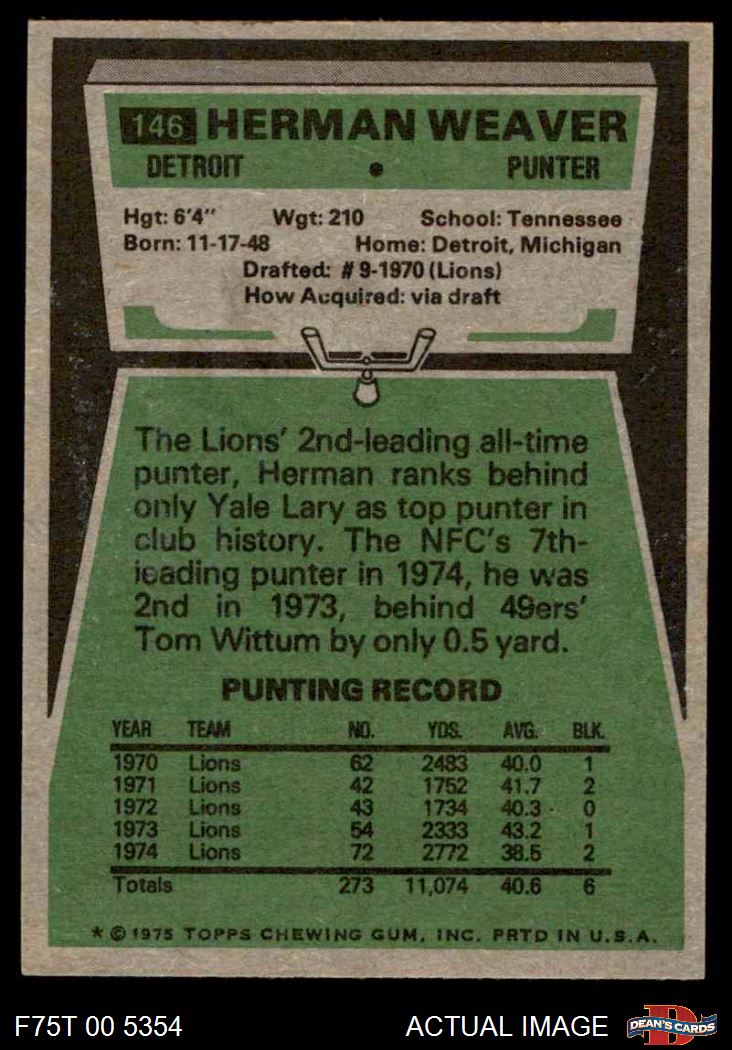 146 HERMAN WEAVER
DETROIT • PUNTER
Hgt: 6'4" Wgt: 210 School: Tennessee
Born: 11-17-48 Home: Detroit, Michigan
Drafted: #9-1970 (Lions)
How Acquired: via draft
The Lions' 2nd-leading all-time
punter, Herman ranks behind
only Yale Lary as top punter in
club history. The NFC's 7th-
leading punter in 1974, he was
2nd in 1973, behind 49ers'
Tom Wittum by only 0.5 yard.
PUNTING RECORD
YEAR TEAM NO. YDS. AVG. BLK.
1970 Lions 62 2483 40.0 1
1971 Lions 42 1752 41.7 2
1972 Lions 43 1734 40.3 0
1973 Lions 54 2333 43.2 1
1974 Lions 72 2772 38.5 2
Totals 273 11,074 40.6 6
* © 1975 TOPPS CHEWING GUM, INC. PRTD IN U.S.A.
F75T 00 5354 ACTUAL IMAGE D DEAN'S CARDS